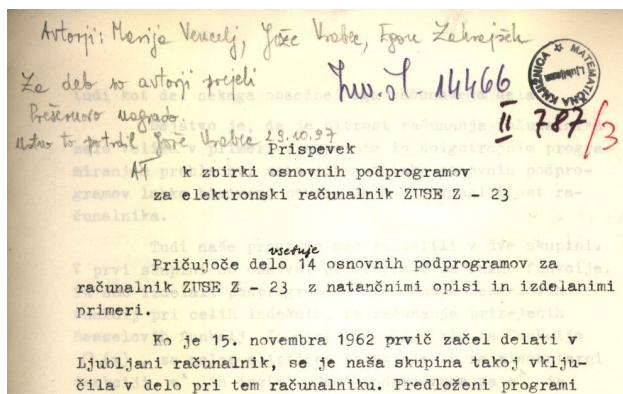 Avtorji: Marija Vencelj, Jože Vrabec, Egon Zakrajšek
Za delo so avtorji prejeli
Prešernovo nagrado.
Ustno to potrdil Jože Vrabec 29.10.97
Inv. št. - 14466
II 787/3
MATEMATIČNA KNJIŽNICA
Ljubljana
Prispevek
k zbirki osnovnih podprogramov
za elektronski računalnik ZUSE Z - 23
vsebuje
Pričujoče delo 14 osnovnih podprogramov za
računalnik ZUSE Z - 23 z natančnimi opisi in izdelanimi
primeri.
Ko je 15. novembra 1962 prvič začel delati v
Ljubljani računalnik, se je naša skupina takoj vklju-
čila v delo pri tem računalniku. Predloženi programi